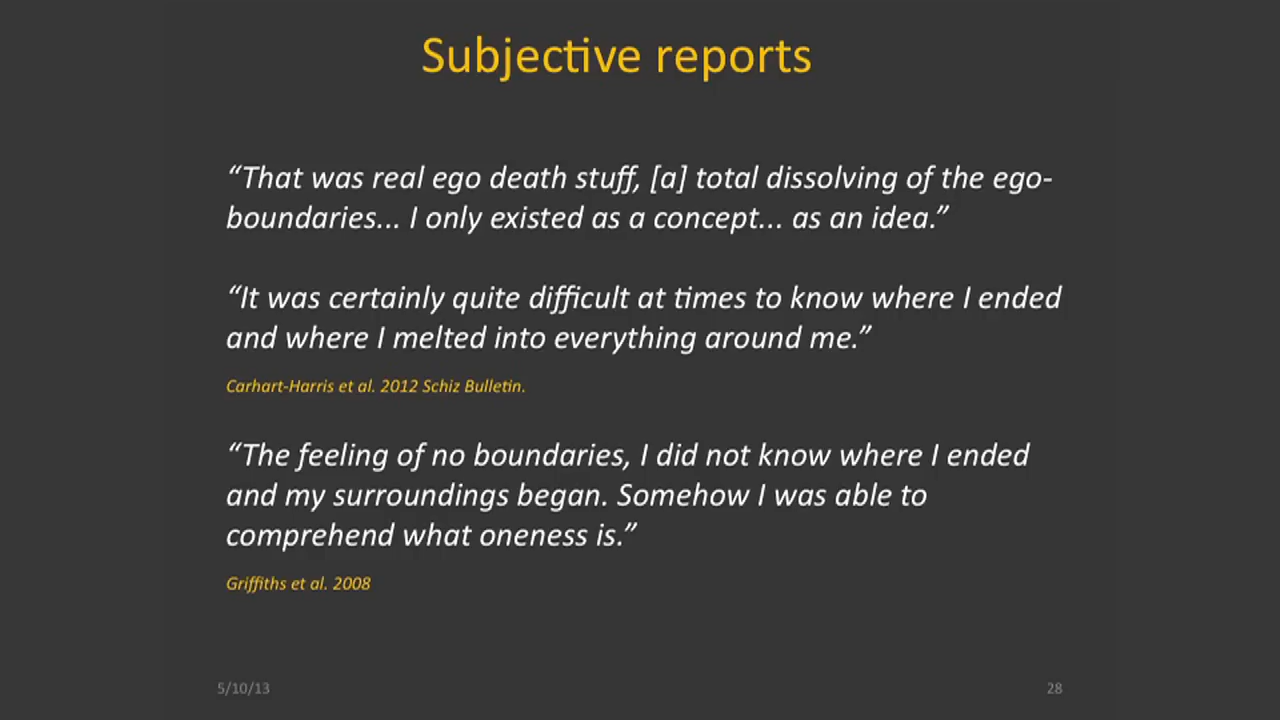 Subjective reports
“That was real ego death stuff, [a] total dissolving of the ego-
boundaries... I only existed as a concept... as an idea.”
“It was certainly quite difficult at times to know where I ended
and where I melted into everything around me.”
Carhart-Harris et al. 2012 Schiz Bulletin.
“The feeling of no boundaries, I did not know where I ended
and my surroundings began. Somehow I was able to
comprehend what oneness is.”
Griffiths et al. 2008
5/10/13
28